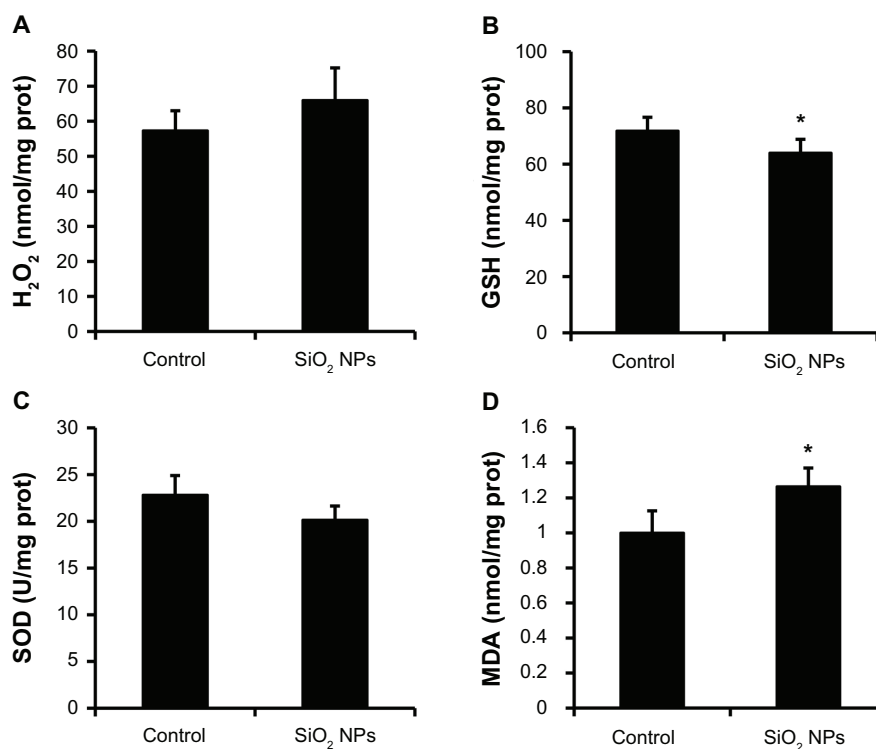 A
H₂O₂ (nmol/mg prot)
80
70
60
50
40
30
20
10
0
Control
SiO₂ NPs
B
GSH (nmol/mg prot)
100
80
60
40
20
0
*
Control
SiO₂ NPs
C
SOD (U/mg prot)
30
25
20
15
10
5
0
Control
SiO₂ NPs
D
MDA (nmol/mg prot)
1.6
1.4
1.2
1
0.8
0.6
0.4
0.2
0
*
Control
SiO₂ NPs